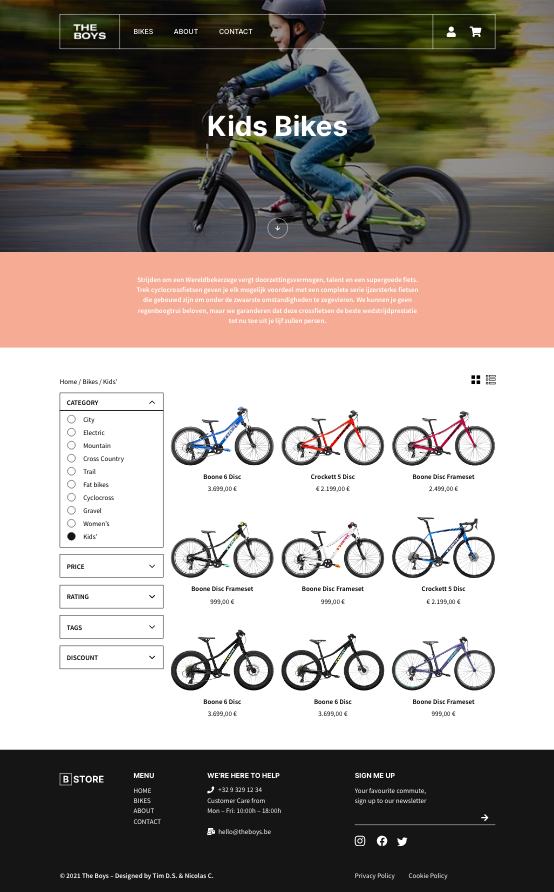 THE
BOYS
BIKES
ABOUT
CONTACT
Kids Bikes
Strijden om een Wereldbekerzege vergt doorzettingsvermogen, talent en een supergoede fiets.
Trek cyclocrossfietsen geven je elk mogelijk voordeel met een complete serie ijzersterke fietsen
die gebouwd zijn om onder de zwaarste omstandigheden te zegevieren. We kunnen je geen
regenboogtrui beloven, maar we garanderen dat deze crossfietsen de beste wedstrijdprestatie
tot nu toe uit je lijf zullen persen.
Home / Bikes / Kids'
CATEGORY
City
Electric
Mountain
Cross Country
Trail
Fat bikes
Cyclocross
Gravel
Women's
Kids'
PRICE
RATING
TAGS
DISCOUNT
Boone 6 Disc
3.699,00 €
Crockett 5 Disc
€ 2.199,00 €
Boone Disc Frameset
2.499,00 €
Boone Disc Frameset
999,00 €
Boone Disc Frameset
999,00 €
Crockett 5 Disc
€ 2.199,00 €
Boone 6 Disc
3.699,00 €
Boone 6 Disc
3.699,00 €
Boone Disc Frameset
999,00 €
B STORE
MENU
HOME
BIKES
ABOUT
CONTACT
WE'RE HERE TO HELP
+32 9 329 12 34
Customer Care from
Mon – Fri: 10:00h – 18:00h
hello@theboys.be
SIGN ME UP
Your favourite commute,
sign up to our newsletter
© 2021 The Boys – Designed by Tim D.S. & Nicolas C.
Privacy Policy
Cookie Policy